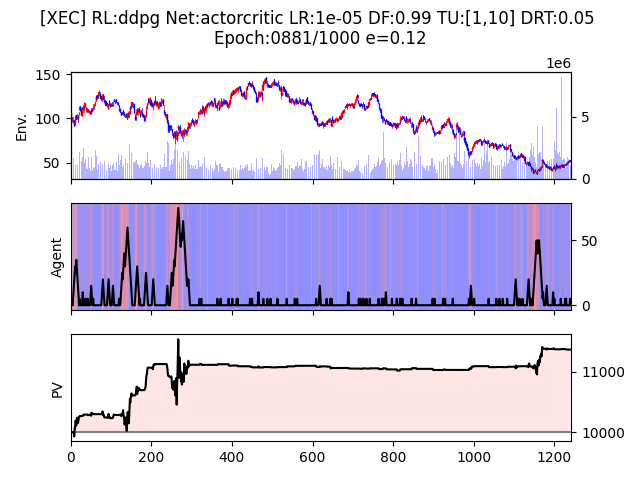 [XEC] RL:ddpg Net:actorcritic LR:1e-05 DF:0.99 TU:[1,10] DRT:0.05
Epoch:0881/1000 e=0.12
1e6
150
100
50
Env.
5
0
Agent
50
0
PV
11000
10000
0
200
400
600
800
1000
1200